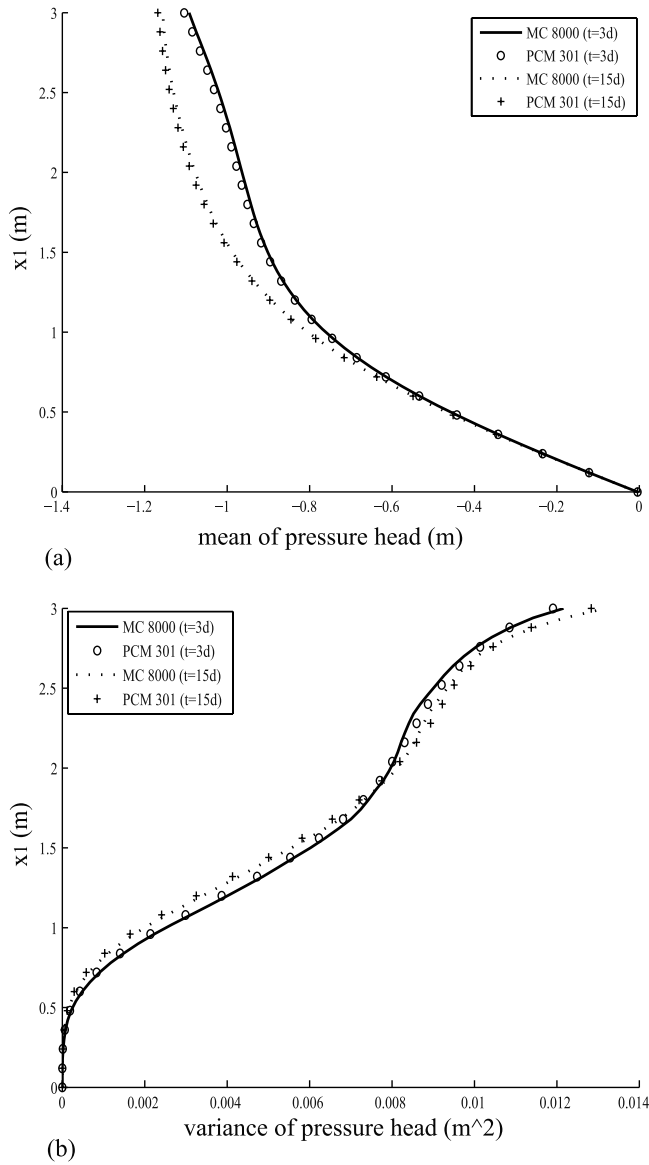 3
2.5
2
1.5
1
0.5
0
x1 (m)
MC 8000 (t=3d)
PCM 301 (t=3d)
MC 8000 (t=15d)
PCM 301 (t=15d)
−1.4 −1.2 −1 −0.8 −0.6 −0.4 −0.2 0
mean of pressure head (m)
(a)
3
2.5
2
1.5
1
0.5
0
x1 (m)
MC 8000 (t=3d)
PCM 301 (t=3d)
MC 8000 (t=15d)
PCM 301 (t=15d)
0 0.002 0.004 0.006 0.008 0.01 0.012 0.014
variance of pressure head (m^2)
(b)